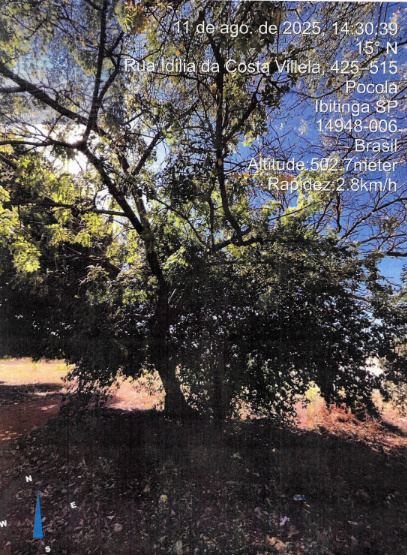 11 de ago. de 2025, 14:30:39
15° N
Rua Idilia da Costa Villela, 425-515
Pocola
Ibitinga SP
14948-006
Brasil
Altitude:502.7meter
Rapidez:2.8km/h
N
W E
S